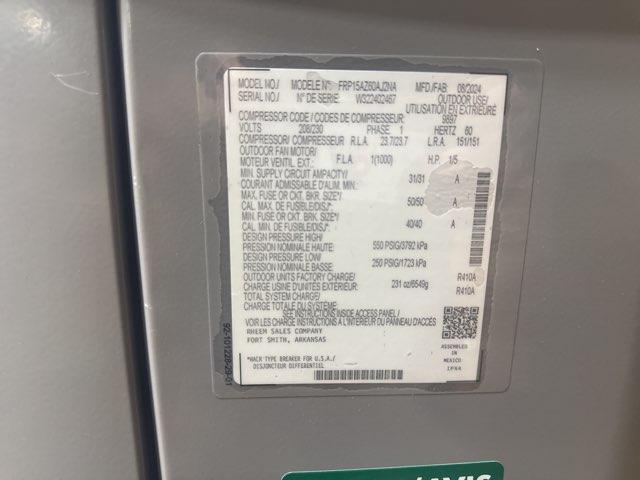 MODEL NO./ MODELE N°: FRP15AZ60AJ2NA MFD./FAB: 08/2024
SERIAL NO./ N° DE SERIE: W322402467 OUTDOOR USE/
UTILISATION EN EXTRIEURE
COMPRESSOR CODE / CODES DE COMPRESSEUR: 9897
VOLTS 208/230 PHASE 1 HERTZ 60
COMPRESSOR/ COMPRESSEUR R.L.A. 23.7/23.7 L.R.A. 151/151
OUTDOOR FAN MOTOR/
MOTEUR VENTIL. EXT.: F.L.A. 1(1000) H.P. 1/5
MIN. SUPPLY CIRCUIT AMPACITY/
COURANT ADMISSABLE D'ALIM. MIN.: 31/31 A
MAX. FUSE OR CKT. BKR. SIZE*/
CAL. MAX. DE FUSIBLE/DISJ*: 50/50 A
MIN. FUSE OR CKT. BRK. SIZE*/
CAL. MIN. DE FUSIBLE/DISJ*: 40/40 A
DESIGN PRESSURE HIGH/
PRESSION NOMINALE HAUTE: 550 PSIG/3792 kPa
DESIGN PRESSURE LOW/
PRESSION NOMINALE BASSE: 250 PSIG/1723 kPa
OUTDOOR UNITS FACTORY CHARGE/ R410A
CHARGE USINE D'UNITES EXTERIEUR: 231 oz/6549g
TOTAL SYSTEM CHARGE/ R410A
CHARGE TOTALE DU SYSTEME:
SEE INSTRUCTIONS INSIDE ACCESS PANEL /
VOIR LES CHARGE INSTRUCTIONS A L'INTERIEUR DU PANNEAU D'ACCÉS
RHEEM SALES COMPANY
FORT SMITH, ARKANSAS
ASSEMBLED
IN
MEXICO
*HACR TYPE BREAKER FOR U.S.A./
DISJONCTEUR DIFFERENTIEL